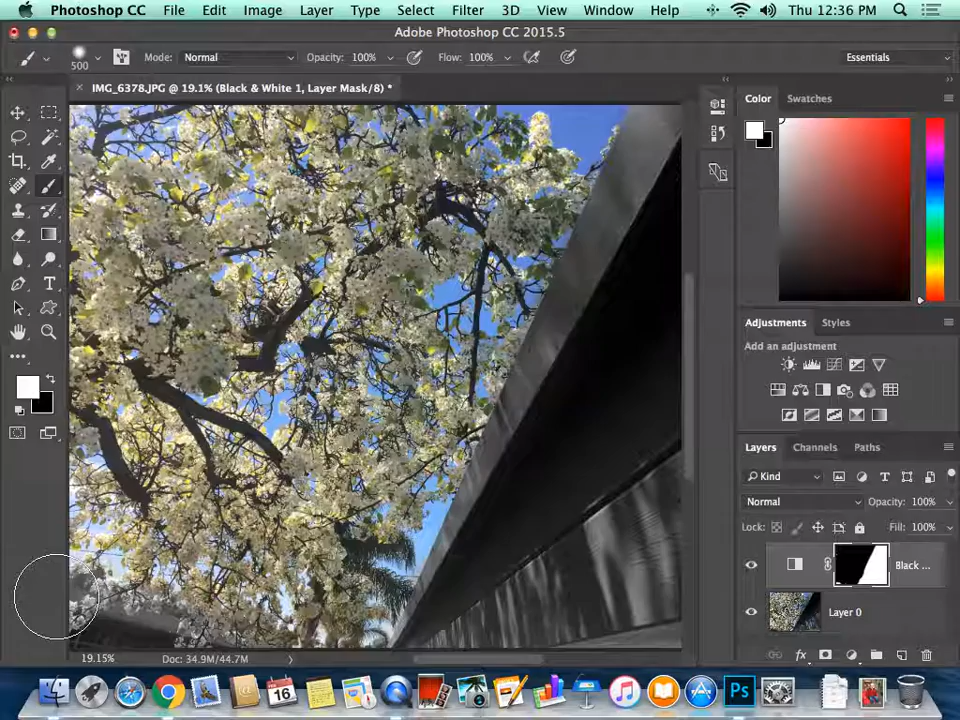 Photoshop CC File Edit Image Layer Type Select Filter 3D View Window Help Thu 12:36 PM
Adobe Photoshop CC 2015.5
500 Mode: Normal Opacity: 100% Flow: 100% Essentials
× IMG_6378.JPG @ 19.1% (Black & White 1, Layer Mask/8) *
Color Swatches
Adjustments Styles
Add an adjustment
Layers Channels Paths
Kind
Normal Opacity: 100%
Lock: Fill: 100%
Black ...
Layer 0
19.15% Doc: 34.9M/44.7M
fx
16
Ps